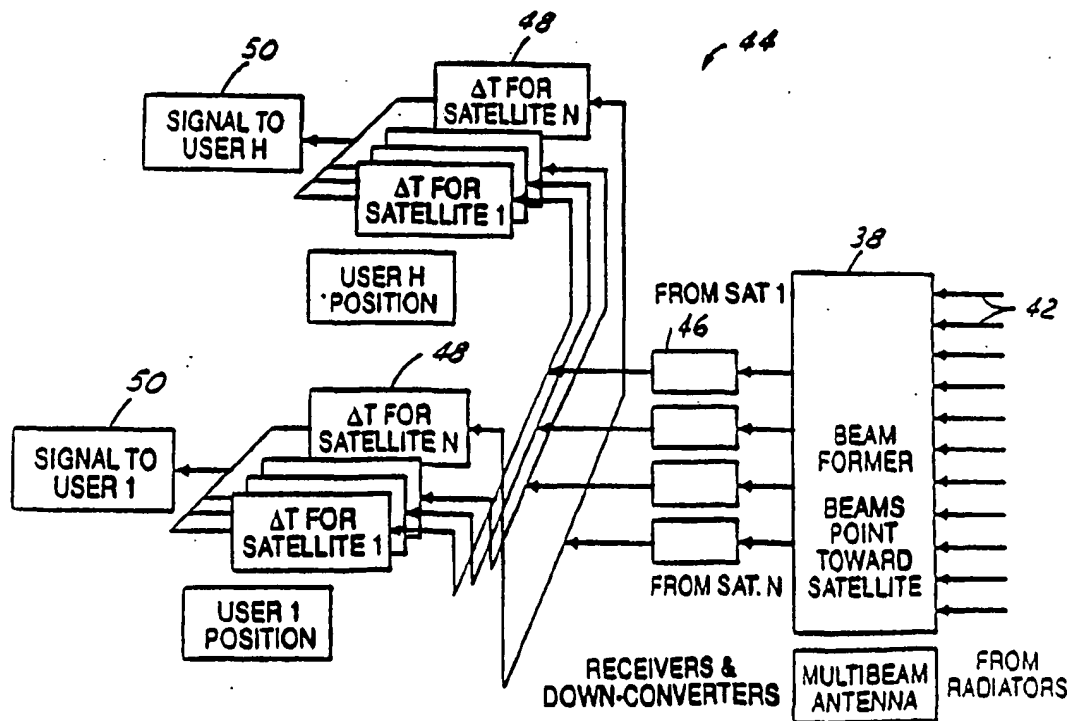 48
44
50
ΔT FOR
SATELLITE N
SIGNAL TO
USER H
ΔT FOR
SATELLITE 1
USER H
POSITION
38
FROM SAT 1
42
46
48
50
ΔT FOR
SATELLITE N
SIGNAL TO
USER 1
ΔT FOR
SATELLITE 1
BEAM
FORMER
BEAMS
POINT
TOWARD
SATELLITE
FROM SAT. N
USER 1
POSITION
RECEIVERS &
DOWN-CONVERTERS
MULTIBEAM
ANTENNA
FROM
RADIATORS